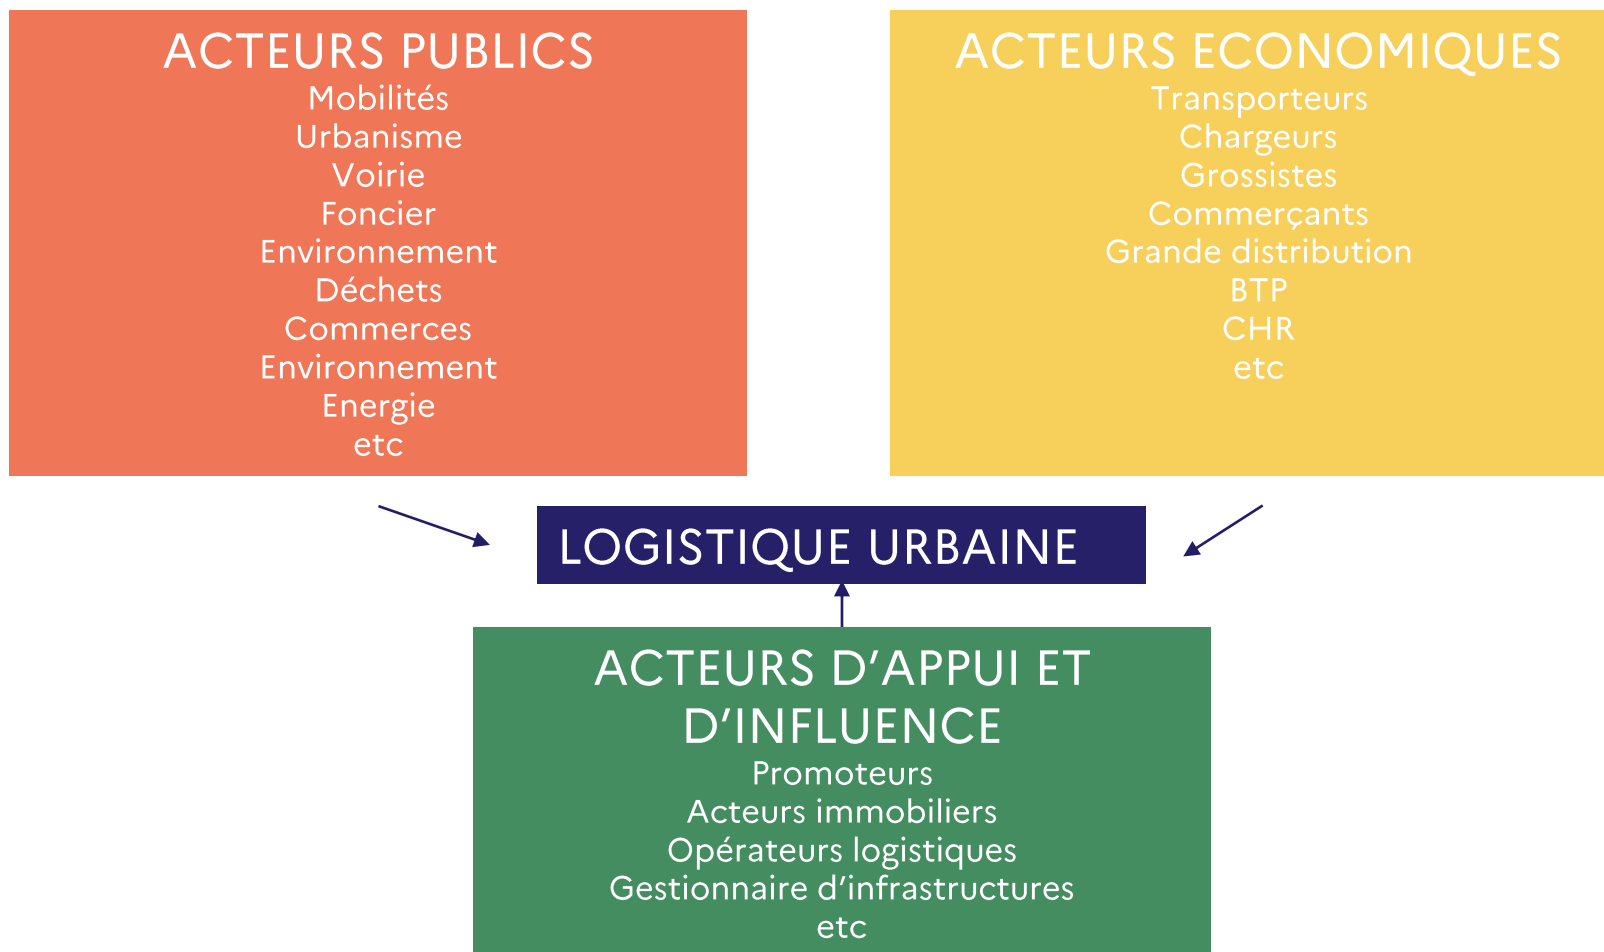 ACTEURS PUBLICS
Mobilités
Urbanisme
Voirie
Foncier
Environnement
Déchets
Commerces
Environnement
Energie
etc
ACTEURS ECONOMIQUES
Transporteurs
Chargeurs
Grossistes
Commerçants
Grande distribution
BTP
CHR
etc
LOGISTIQUE URBAINE
ACTEURS D’APPUI ET
D’INFLUENCE
Promoteurs
Acteurs immobiliers
Opérateurs logistiques
Gestionnaire d’infrastructures
etc